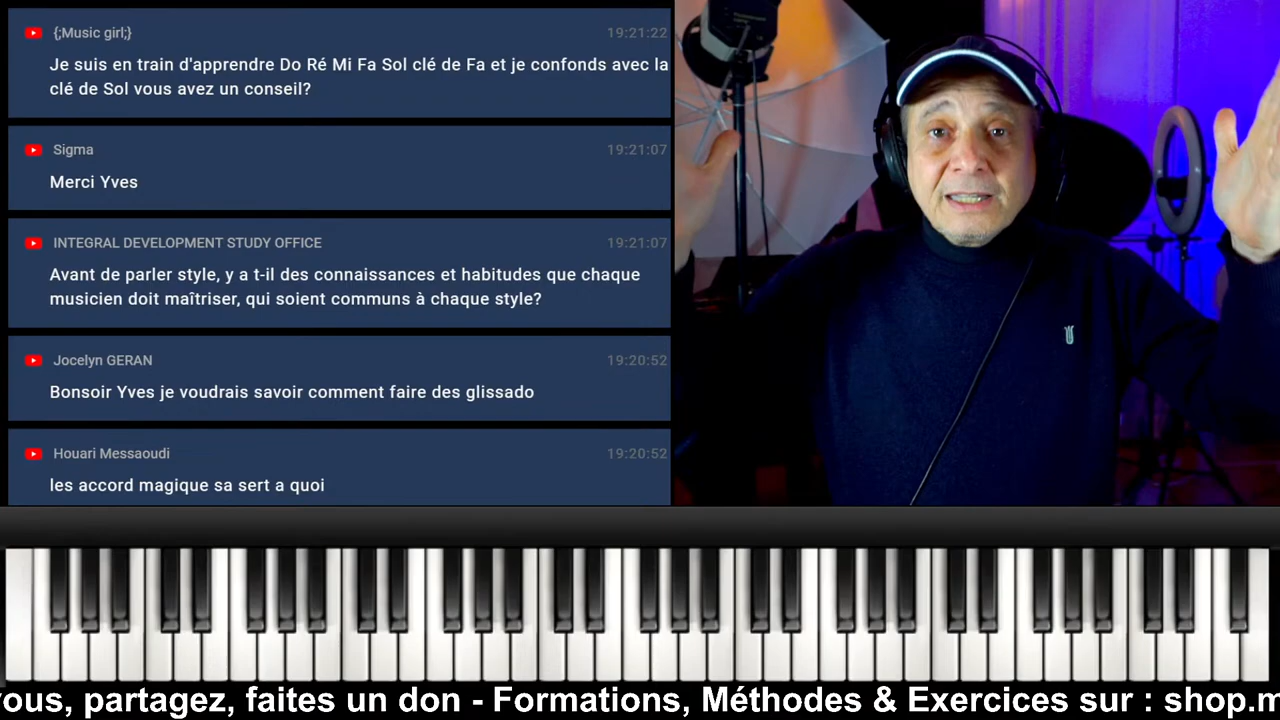 {;Music girl;}
19:21:22
Je suis en train d'apprendre Do Ré Mi Fa Sol clé de Fa et je confonds avec la
clé de Sol vous avez un conseil?
Sigma
19:21:07
Merci Yves
INTEGRAL DEVELOPMENT STUDY OFFICE
19:21:07
Avant de parler style, y a t-il des connaissances et habitudes que chaque
musicien doit maîtriser, qui soient communs à chaque style?
Jocelyn GERAN
19:20:52
Bonsoir Yves je voudrais savoir comment faire des glissado
Houari Messaoudi
19:20:52
les accord magique sa sert a quoi
vous, partagez, faites un don - Formations, Méthodes & Exercices sur : shop.m